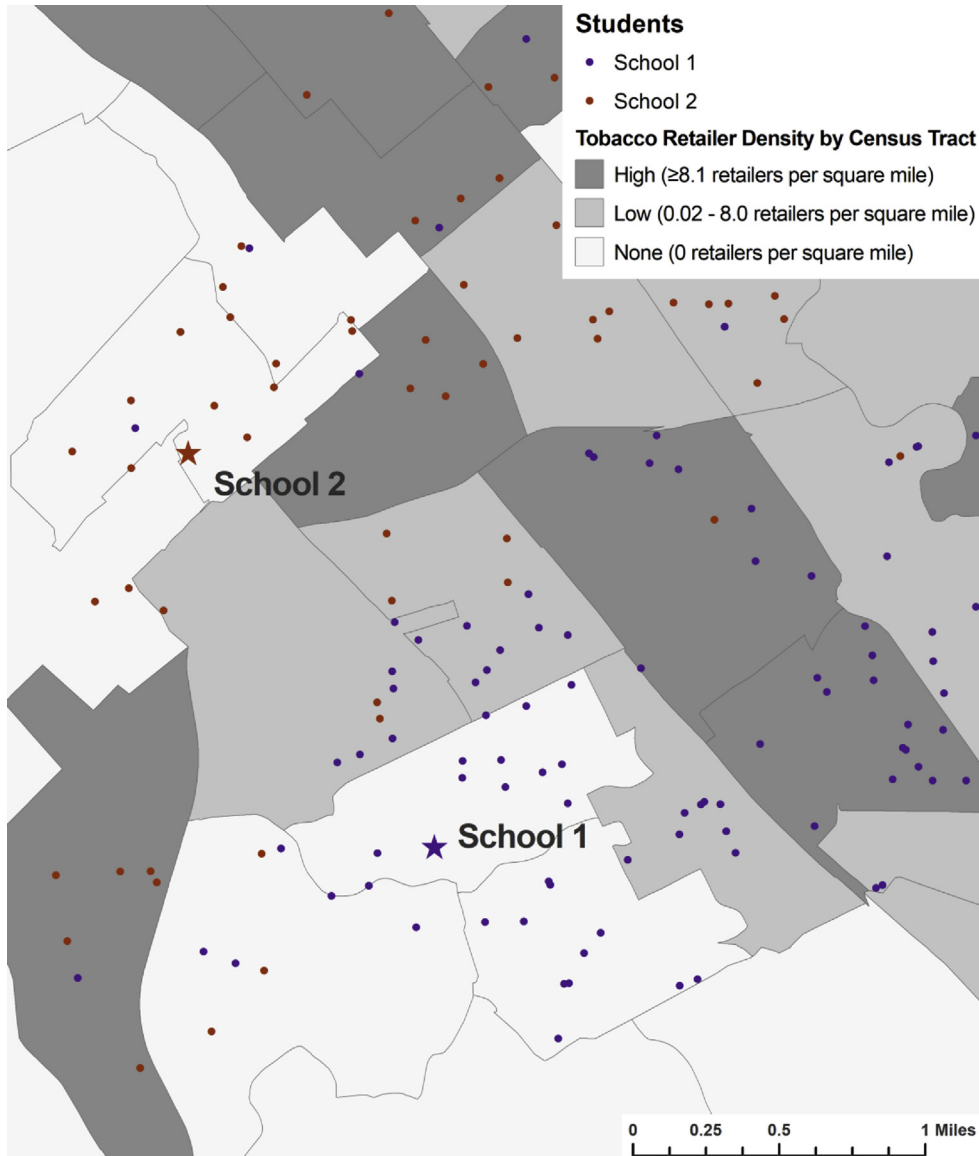 Students
School 1
School 2
Tobacco Retailer Density by Census Tract
High (≥8.1 retailers per square mile)
Low (0.02 - 8.0 retailers per square mile)
None (0 retailers per square mile)
School 2
School 1
0 0.25 0.5 1 Miles